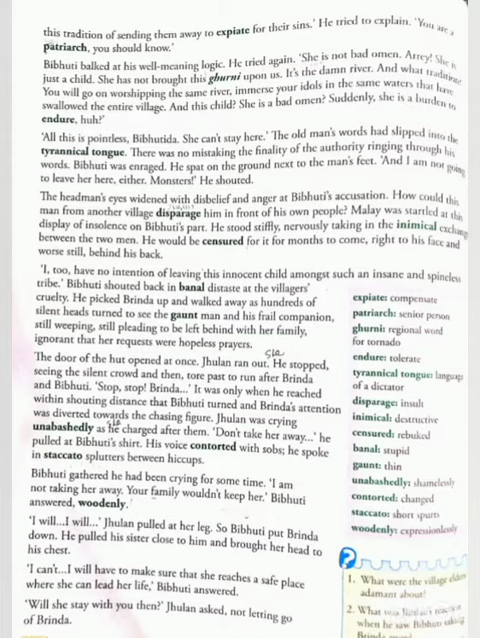 this tradition of sending them away to expiate for their sins.' He tried to explain. 'You are a
patriarch, you should know.'
Bibhuti balked at his well-meaning logic. He tried again. 'She is not bad omen. Arrey! She is
just a child. She has not brought this ghurni upon us. It's the damn river. And what tradition
You will go on worshipping the same river, immerse your idols in the same waters that have
swallowed the entire village. And this child? She is a bad omen? Suddenly, she is a burden to
endure, huh?'
'All this is pointless, Bibhutida. She can't stay here.' The old man's words had slipped into the
tyrannical tongue. There was no mistaking the finality of the authority ringing through his
words. Bibhuti was enraged. He spat on the ground next to the man's feet. 'And I am not going
to leave her here, either. Monsters!' He shouted.
The headman's eyes widened with disbelief and anger at Bibhuti's accusation. How could this
man from another village disparage him in front of his own people? Malay was startled at this
display of insolence on Bibhuti's part. He stood stiffly, nervously taking in the inimical exchang
between the two men. He would be censured for it for months to come, right to his face and
worse still, behind his back.
'I, too, have no intention of leaving this innocent child amongst such an insane and spineless
tribe.' Bibhuti shouted back in banal distaste at the villagers'
cruelty. He picked Brinda up and walked away as hundreds of
silent heads turned to see the gaunt man and his frail companion,
still weeping, still pleading to be left behind with her family,
ignorant that her requests were hopeless prayers.
The door of the hut opened at once. Jhulan ran out. He stopped,
seeing the silent crowd and then, tore past to run after Brinda
and Bibhuti. 'Stop, stop! Brinda...' It was only when he reached
within shouting distance that Bibhuti turned and Brinda's attention
was diverted towards the chasing figure. Jhulan was crying
unabashedly as he charged after them. 'Don't take her away...' he
pulled at Bibhuti's shirt. His voice contorted with sobs; he spoke
in staccato splutters between hiccups.
Bibhuti gathered he had been crying for some time. 'I am
not taking her away. Your family wouldn't keep her.' Bibhuti
answered, woodenly.
'I will...I will...' Jhulan pulled at her leg. So Bibhuti put Brinda
down. He pulled his sister close to him and brought her head to
his chest.
'I can't...I will have to make sure that she reaches a safe place
where she can lead her life,' Bibhuti answered.
'Will she stay with you then?' Jhulan asked, not letting go
of Brinda.
expiate: compensate
patriarch: senior person
ghurni: regional word
for tornado
endure: tolerate
tyrannical tongue: language
of a dictator
disparage: insult
inimical: destructive
censured: rebuked
banal: stupid
gaunt: thin
unabashedly: shamelessly
contorted: changed
staccato: short spurts
woodenly: expressionlessly
?
1. What were the village elders
adamant about?
2. What was reaction
when he saw Bibhuti taking